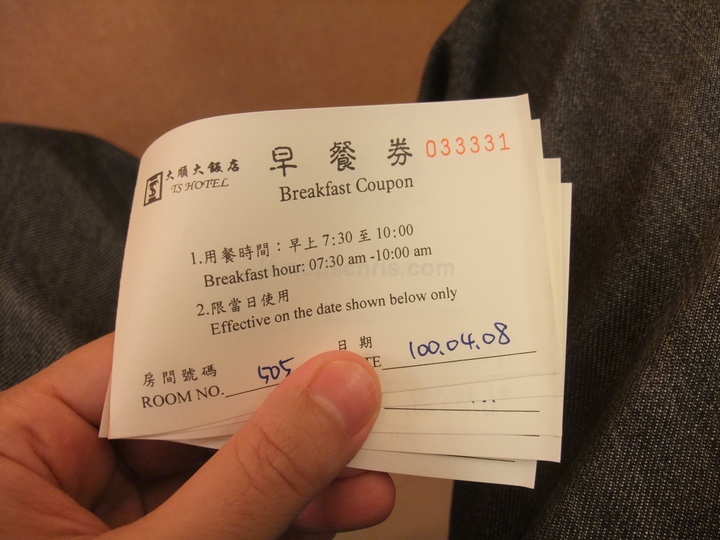 大順大飯店
TS HOTEL
早餐券 033331
Breakfast Coupon
1.用餐時間：早上 7:30 至 10:00
Breakfast hour: 07:30 am -10:00 am
2.限當日使用
Effective on the date shown below only
房間號碼
ROOM NO. 505
日期
TE 100.04.08